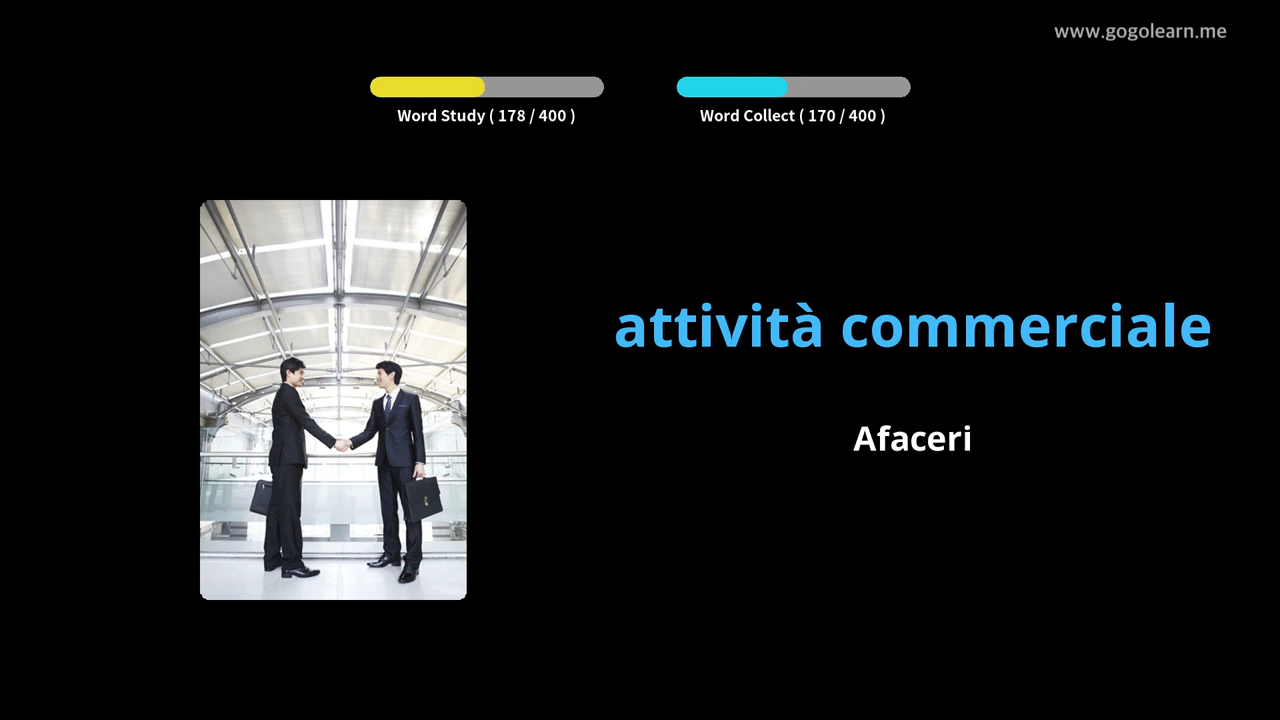 www.gogolearn.me
Word Study ( 178 / 400 )
Word Collect ( 170 / 400 )
attività commerciale
Afaceri